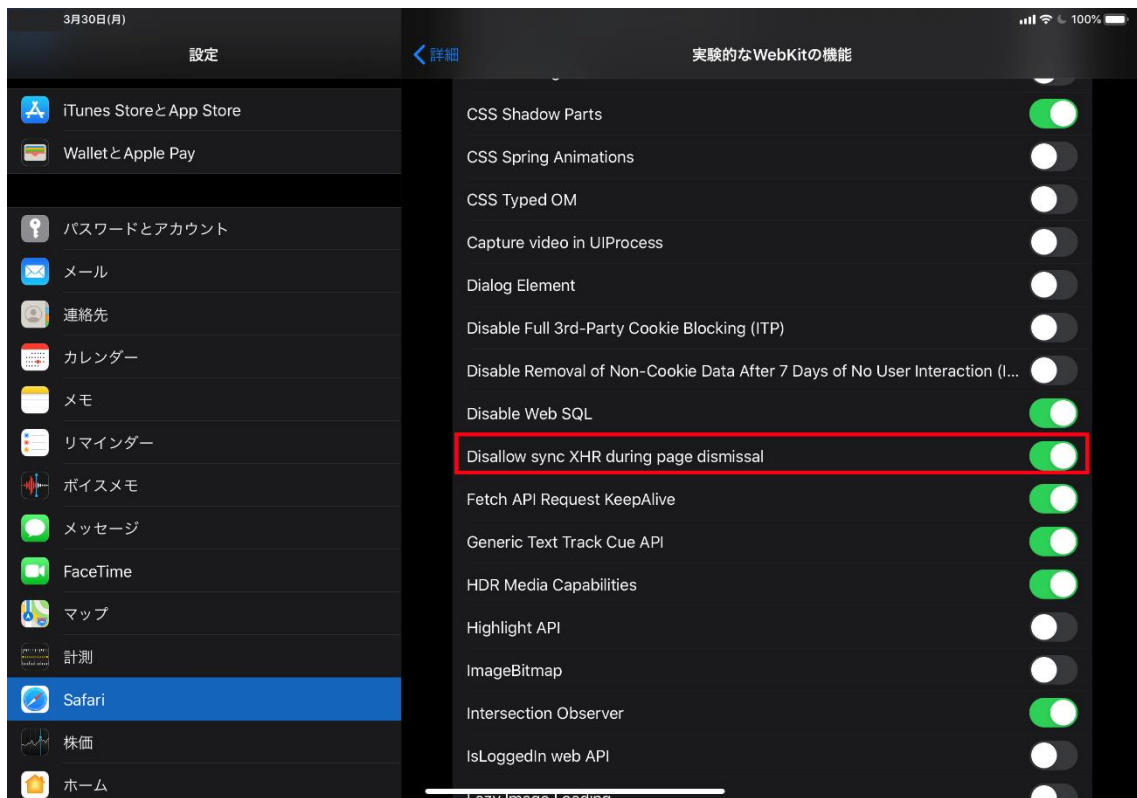 3月30日(月)
100%
設定
詳細
実験的なWebKitの機能
iTunes StoreとApp Store
WalletとApple Pay
パスワードとアカウント
メール
連絡先
カレンダー
メモ
リマインダー
ボイスメモ
メッセージ
FaceTime
マップ
計測
Safari
株価
ホーム
CSS Shadow Parts
CSS Spring Animations
CSS Typed OM
Capture video in UIProcess
Dialog Element
Disable Full 3rd-Party Cookie Blocking (ITP)
Disable Removal of Non-Cookie Data After 7 Days of No User Interaction (I...
Disable Web SQL
Disallow sync XHR during page dismissal
Fetch API Request KeepAlive
Generic Text Track Cue API
HDR Media Capabilities
Highlight API
ImageBitmap
Intersection Observer
IsLoggedIn web API
Lazy Image Loading